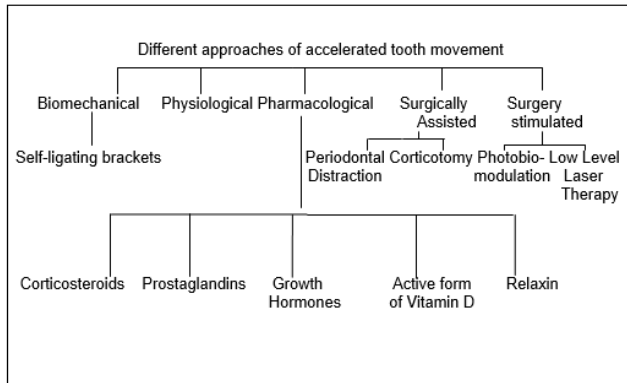 Different approaches of accelerated tooth movement
Biomechanical Physiological Pharmacological Surgically Surgery
Assisted stimulated
Self-ligating brackets Periodontal Corticotomy Photobio- Low Level
Distraction modulation Laser
Therapy
Corticosteroids Prostaglandins Growth Active form Relaxin
Hormones of Vitamin D